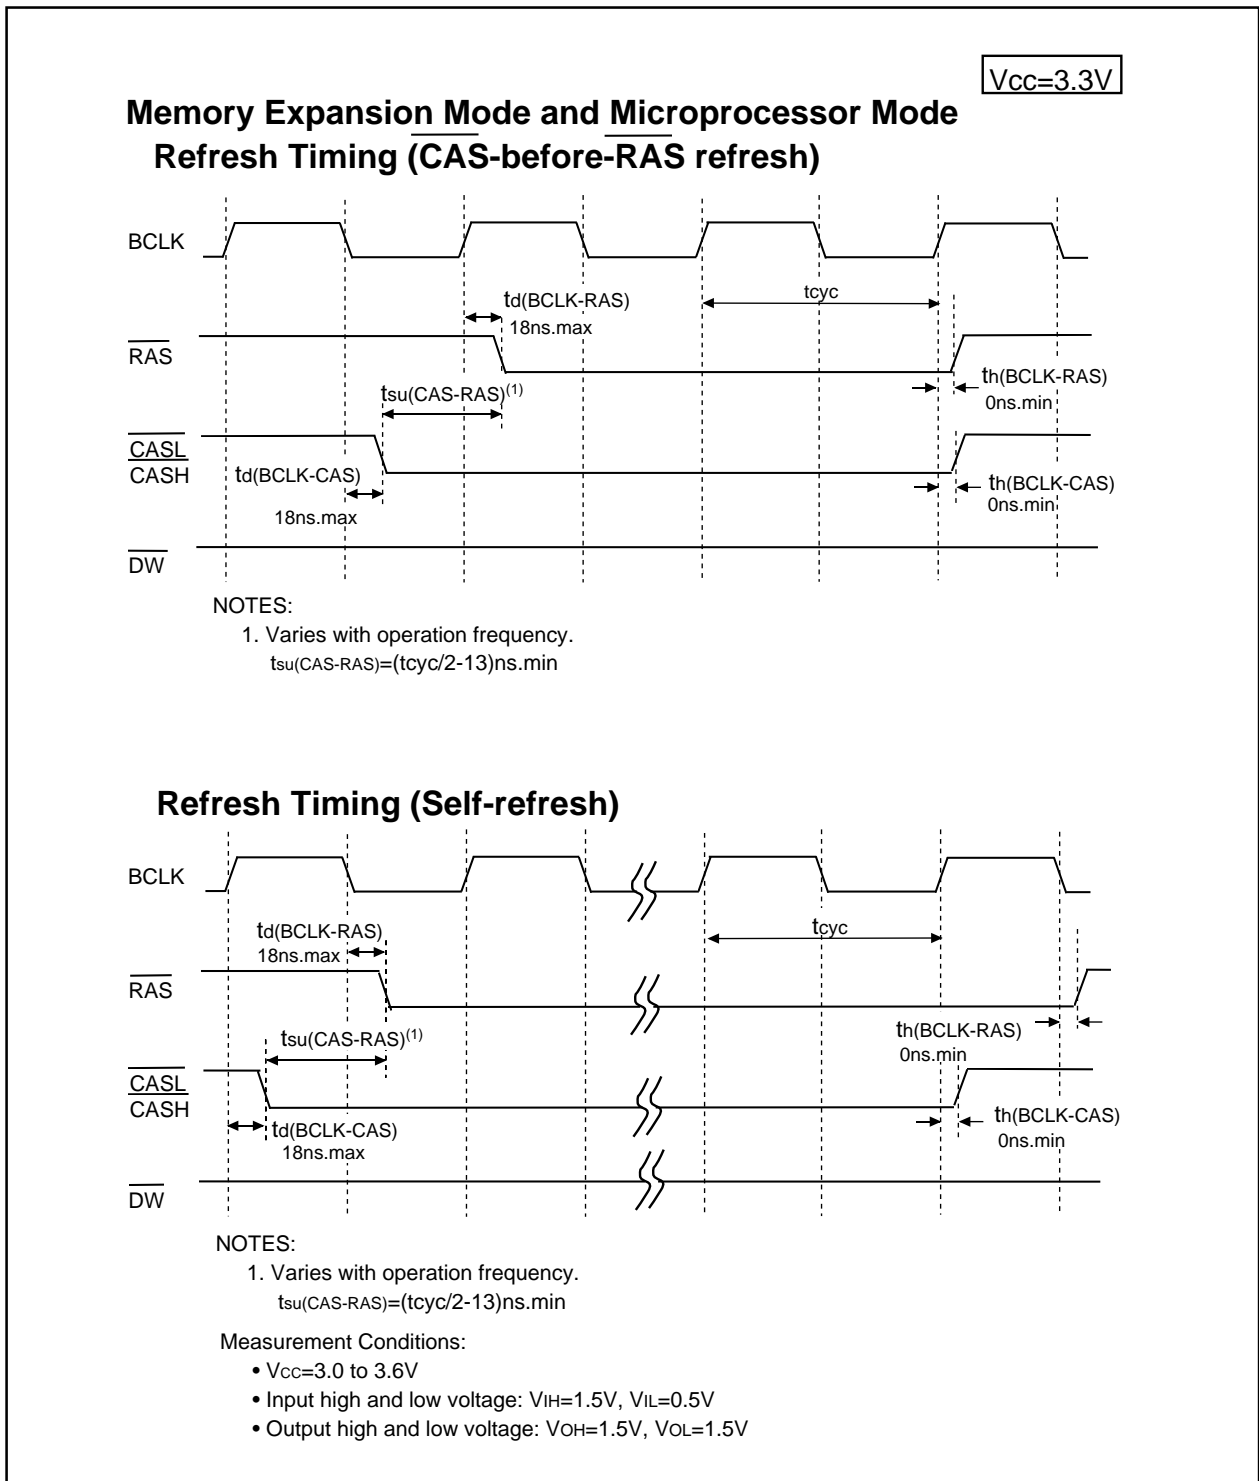 Vcc=3.3V
Memory Expansion Mode and Microprocessor Mode
Refresh Timing (CAS-before-RAS refresh)
BCLK
td(BCLK-RAS)
18ns.max
tcyc
RAS
th(BCLK-RAS)
0ns.min
tsu(CAS-RAS)(1)
CASL
CASH
td(BCLK-CAS)
18ns.max
th(BCLK-CAS)
0ns.min
DW
NOTES:
1. Varies with operation frequency.
tsu(CAS-RAS)=(tcyc/2-13)ns.min
Refresh Timing (Self-refresh)
BCLK
td(BCLK-RAS)
18ns.max
tcyc
RAS
tsu(CAS-RAS)(1)
th(BCLK-RAS)
0ns.min
CASL
CASH
td(BCLK-CAS)
18ns.max
th(BCLK-CAS)
0ns.min
DW
NOTES:
1. Varies with operation frequency.
tsu(CAS-RAS)=(tcyc/2-13)ns.min
Measurement Conditions:
• VCC=3.0 to 3.6V
• Input high and low voltage: VIH=1.5V, VIL=0.5V
• Output high and low voltage: VOH=1.5V, VOL=1.5V